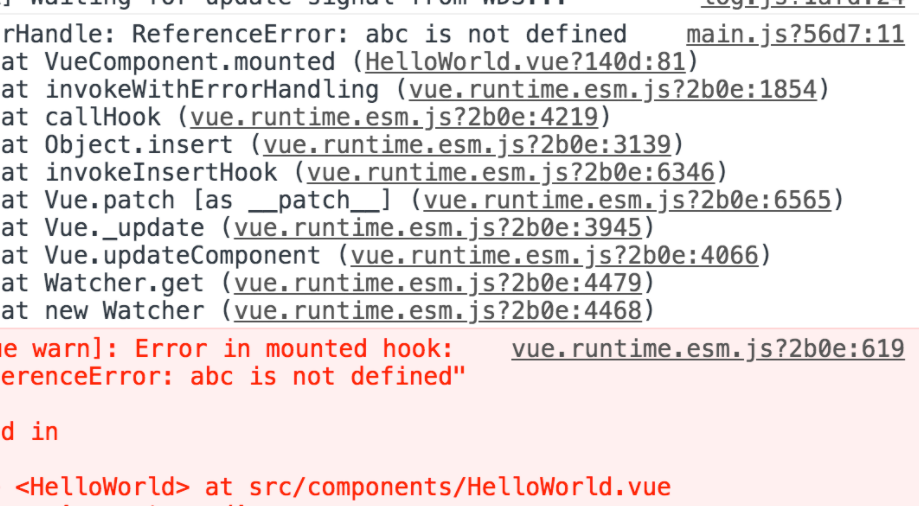 waiting for update signal from WDS... log.js?1afd:24
rHandle: ReferenceError: abc is not defined main.js?56d7:11
at VueComponent.mounted (HelloWorld.vue?140d:81)
at invokeWithErrorHandling (vue.runtime.esm.js?2b0e:1854)
at callHook (vue.runtime.esm.js?2b0e:4219)
at Object.insert (vue.runtime.esm.js?2b0e:3139)
at invokeInsertHook (vue.runtime.esm.js?2b0e:6346)
at Vue.patch [as __patch__] (vue.runtime.esm.js?2b0e:6565)
at Vue._update (vue.runtime.esm.js?2b0e:3945)
at Vue.updateComponent (vue.runtime.esm.js?2b0e:4066)
at Watcher.get (vue.runtime.esm.js?2b0e:4479)
at new Watcher (vue.runtime.esm.js?2b0e:4468)
ue warn]: Error in mounted hook: vue.runtime.esm.js?2b0e:619
erenceError: abc is not defined"
d in
<HelloWorld> at src/components/HelloWorld.vue